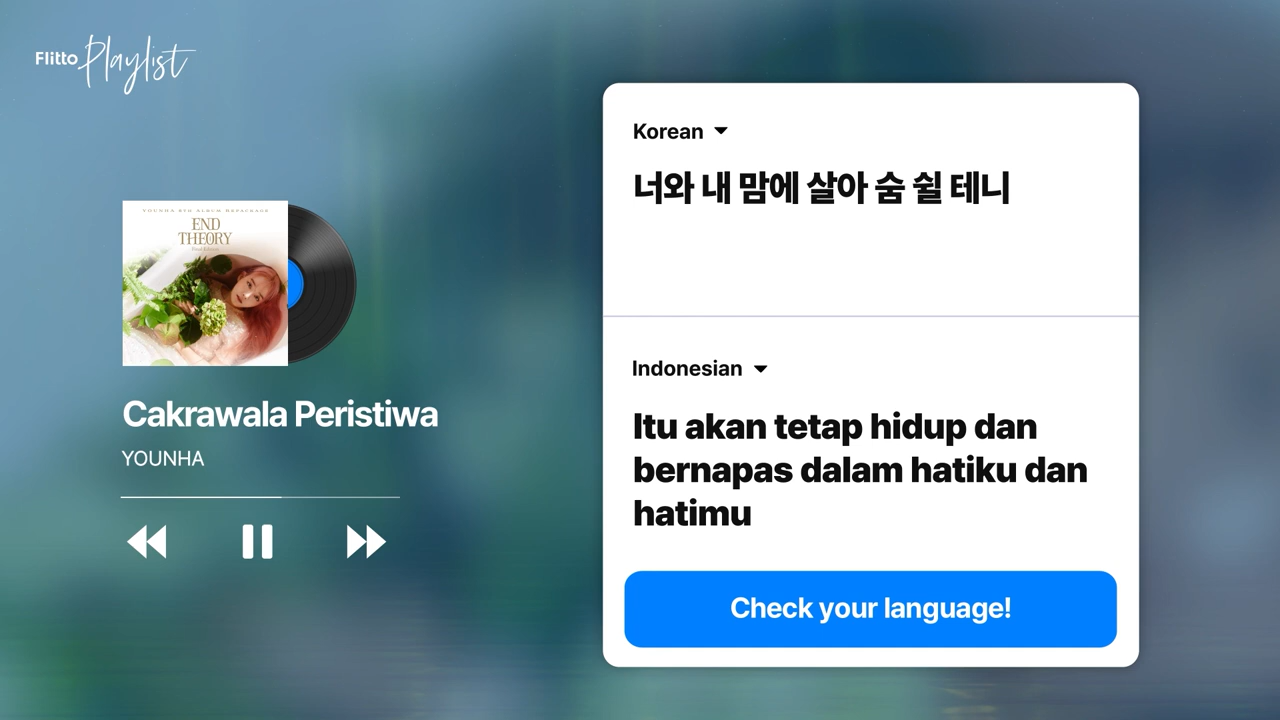 Flitto Playlist
YOUNHA 6TH ALBUM REPACKAGE
END
THEORY
Cakrawala Peristiwa
YOUNHA
Korean
너와 내 맘에 살아 숨 쉴 테니
Indonesian
Itu akan tetap hidup dan
bernapas dalam hatiku dan
hatimu
Check your language!